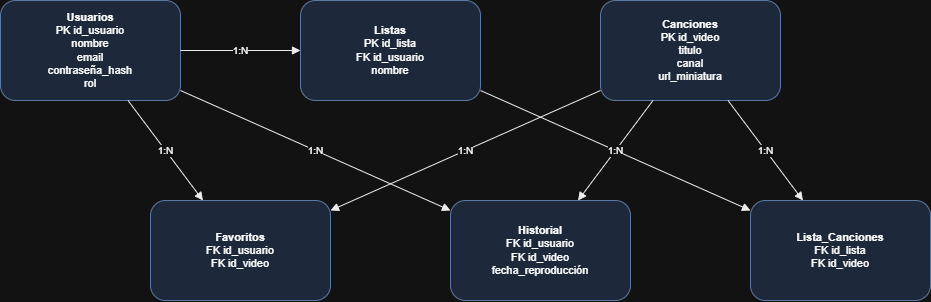 Usuarios
PK id_usuario
nombre
email
contraseña_hash
rol
Listas
PK id_lista
FK id_usuario
nombre
Canciones
PK id_video
titulo
canal
url_miniatura
1:N
1:N
1:N
1:N
1:N
1:N
Favoritos
FK id_usuario
FK id_video
Historial
FK id_usuario
FK id_video
fecha_reproducción
Lista_Canciones
FK id_lista
FK id_video